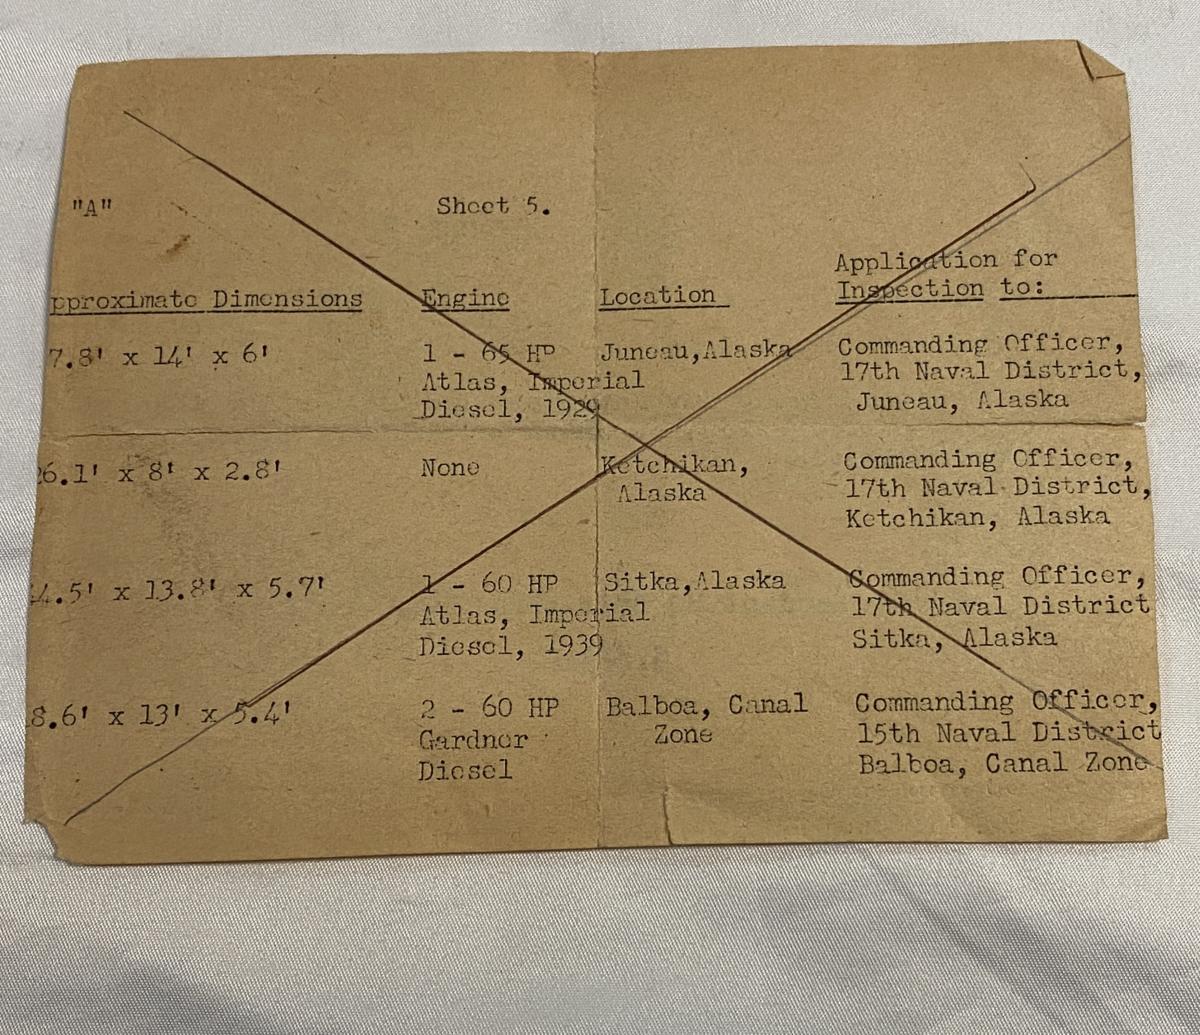 "A" Sheet 5.
Application for
pproximate Dimensions Engine Location Inspection to:
7.8' x 14' x 6' 1 - 65 HP Juneau,Alaska Commanding Officer,
Atlas, Imperial 17th Naval District,
Diesel, 1929 Juneau, Alaska
26.1' x 8' x 2.8' None Ketchikan, Commanding Officer,
Alaska 17th Naval District,
Ketchikan, Alaska
4.5' x 13.8' x 5.7' 1 - 60 HP Sitka,Alaska Commanding Officer,
Atlas, Imperial 17th Naval District
Diesel, 1939 Sitka, Alaska
8.6' x 13' x 5.4' 2 - 60 HP Balboa, Canal Commanding Officer,
Gardner Zone 15th Naval District
Diesel Balboa, Canal Zone